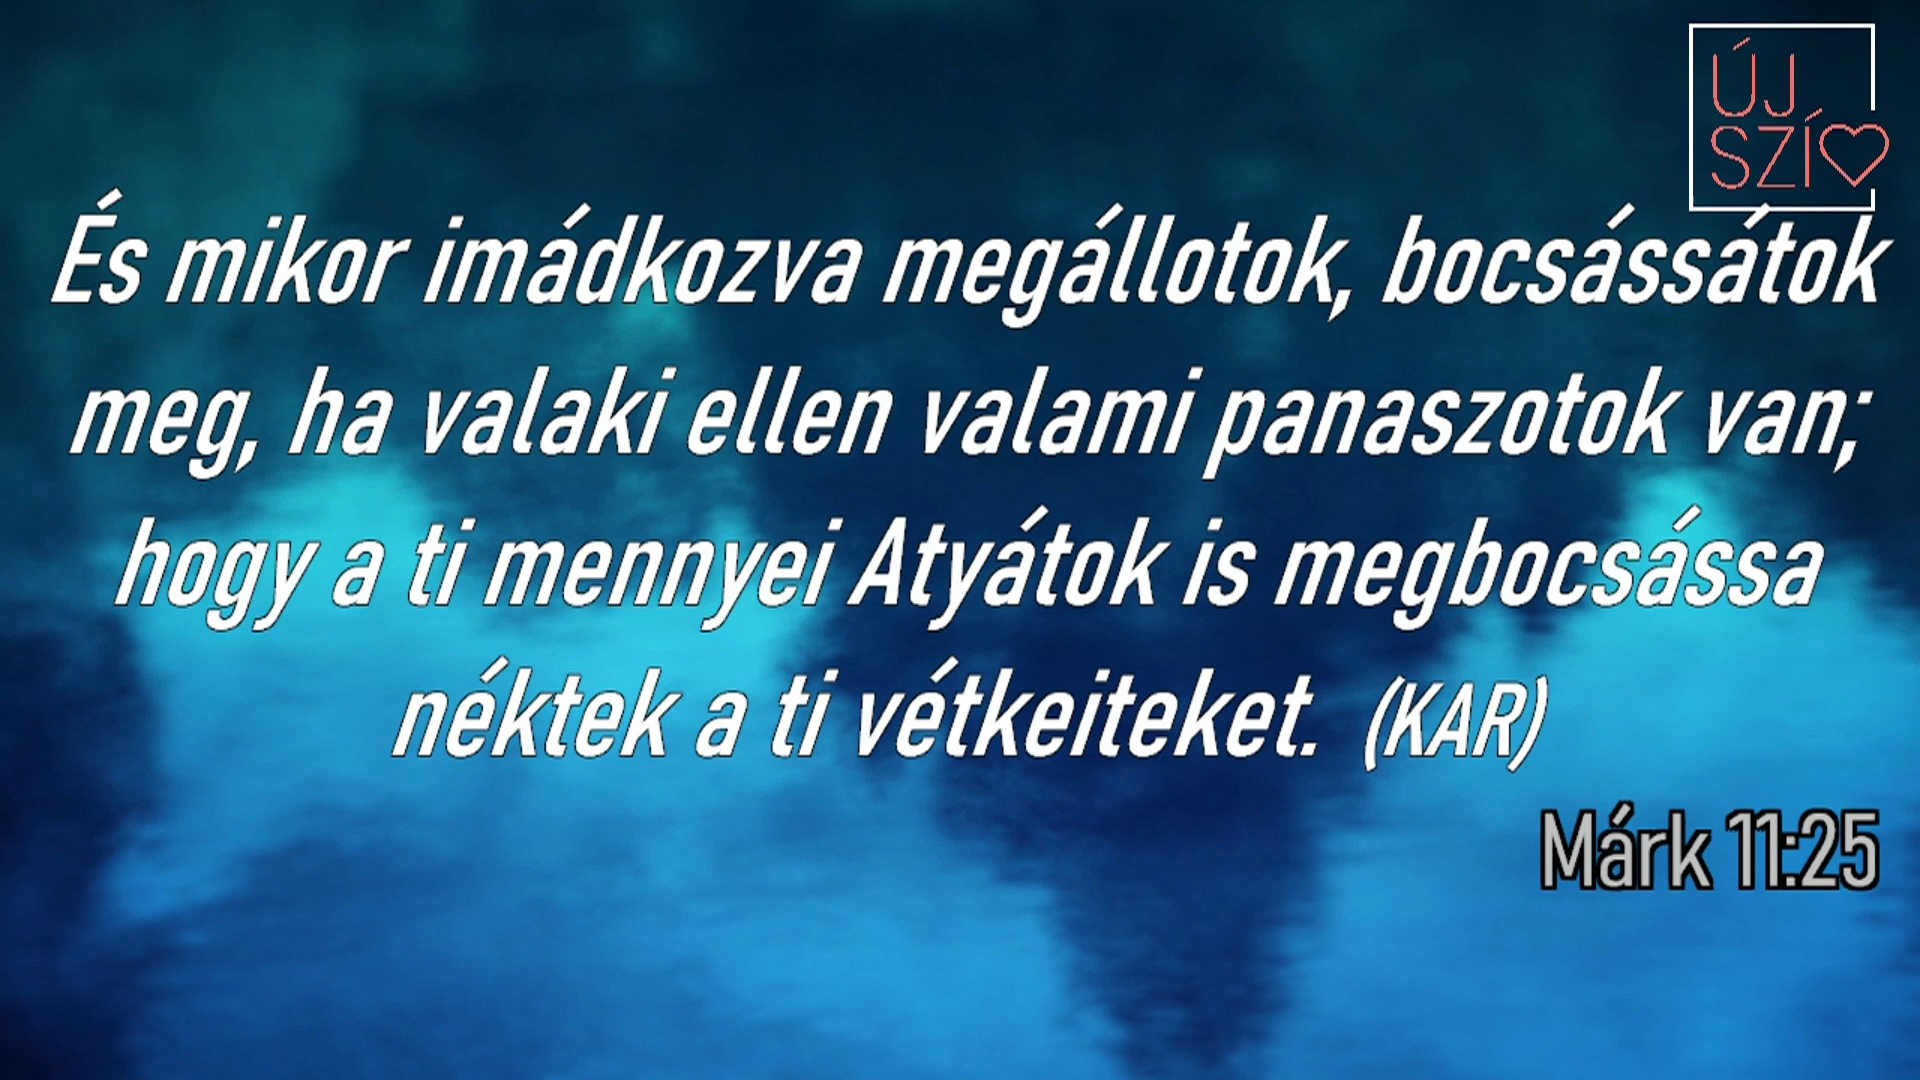 ÚJ
SZÍ
És mikor imádkozva megállotok, bocsássátok
meg, ha valaki ellen valami panaszotok van;
hogy a ti mennyei Atyátok is megbocsássa
néktek a ti vétkeiteket. (KAR)
Márk 11:25